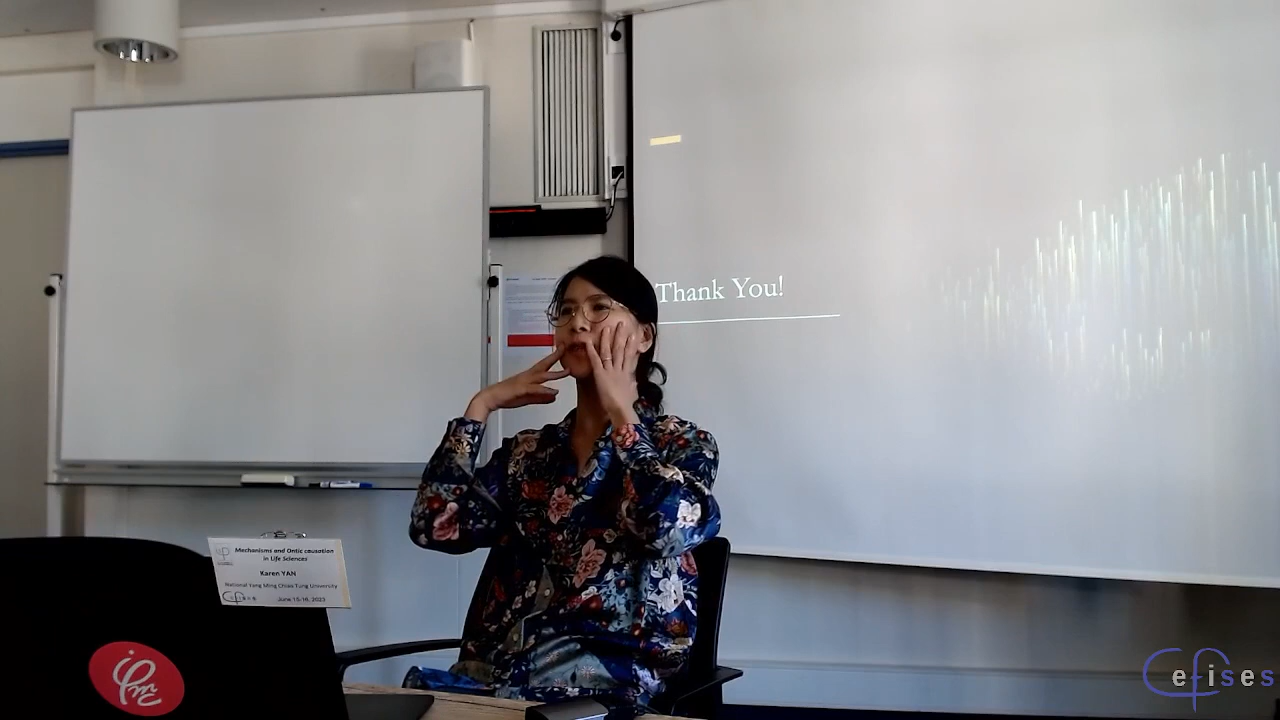 Thank You!
Mechanisms and Ontic causation
in Life Sciences
Karen YAN
National Yang Ming Chiao Tung University
June 15-16, 2023
efises